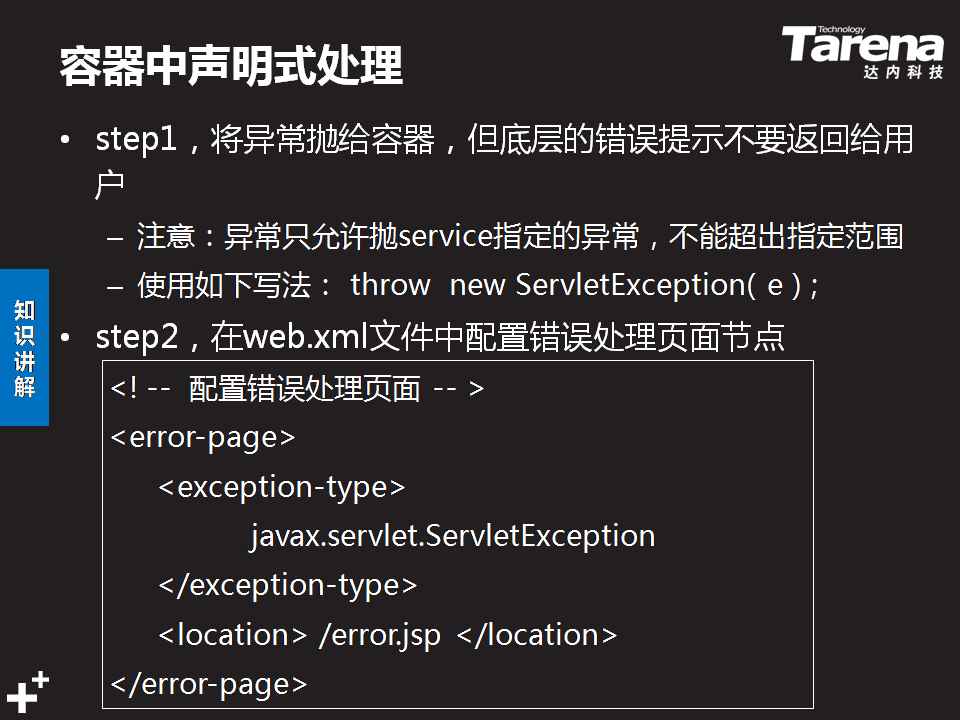 容器中声明式处理
Technology
Tarena
达内科技
• step1，将异常抛给容器，但底层的错误提示不要返回给用
户
– 注意：异常只允许抛service指定的异常，不能超出指定范围
– 使用如下写法： throw new ServletException( e ) ;
知
识
讲
解
• step2，在web.xml文件中配置错误处理页面节点
<! -- 配置错误处理页面 -- >
<error-page>
<exception-type>
javax.servlet.ServletException
</exception-type>
<location> /error.jsp </location>
</error-page>